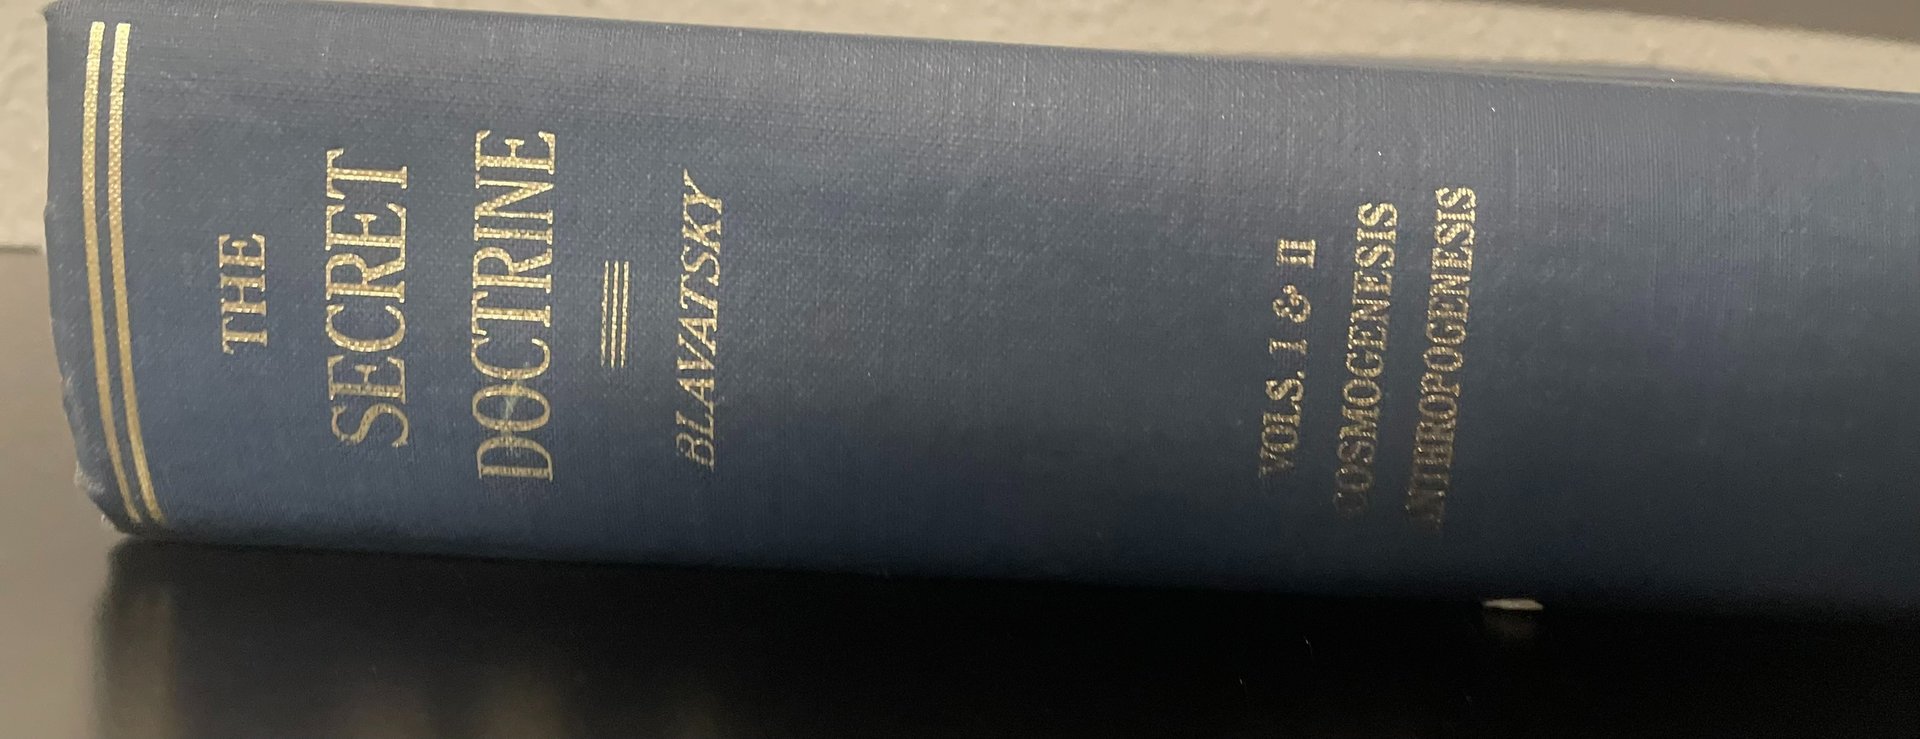 THE
SECRET
DOCTRINE
BLAVATSKY
VOLS. I & II
COSMOGENESIS
ANTHROPOGENESIS